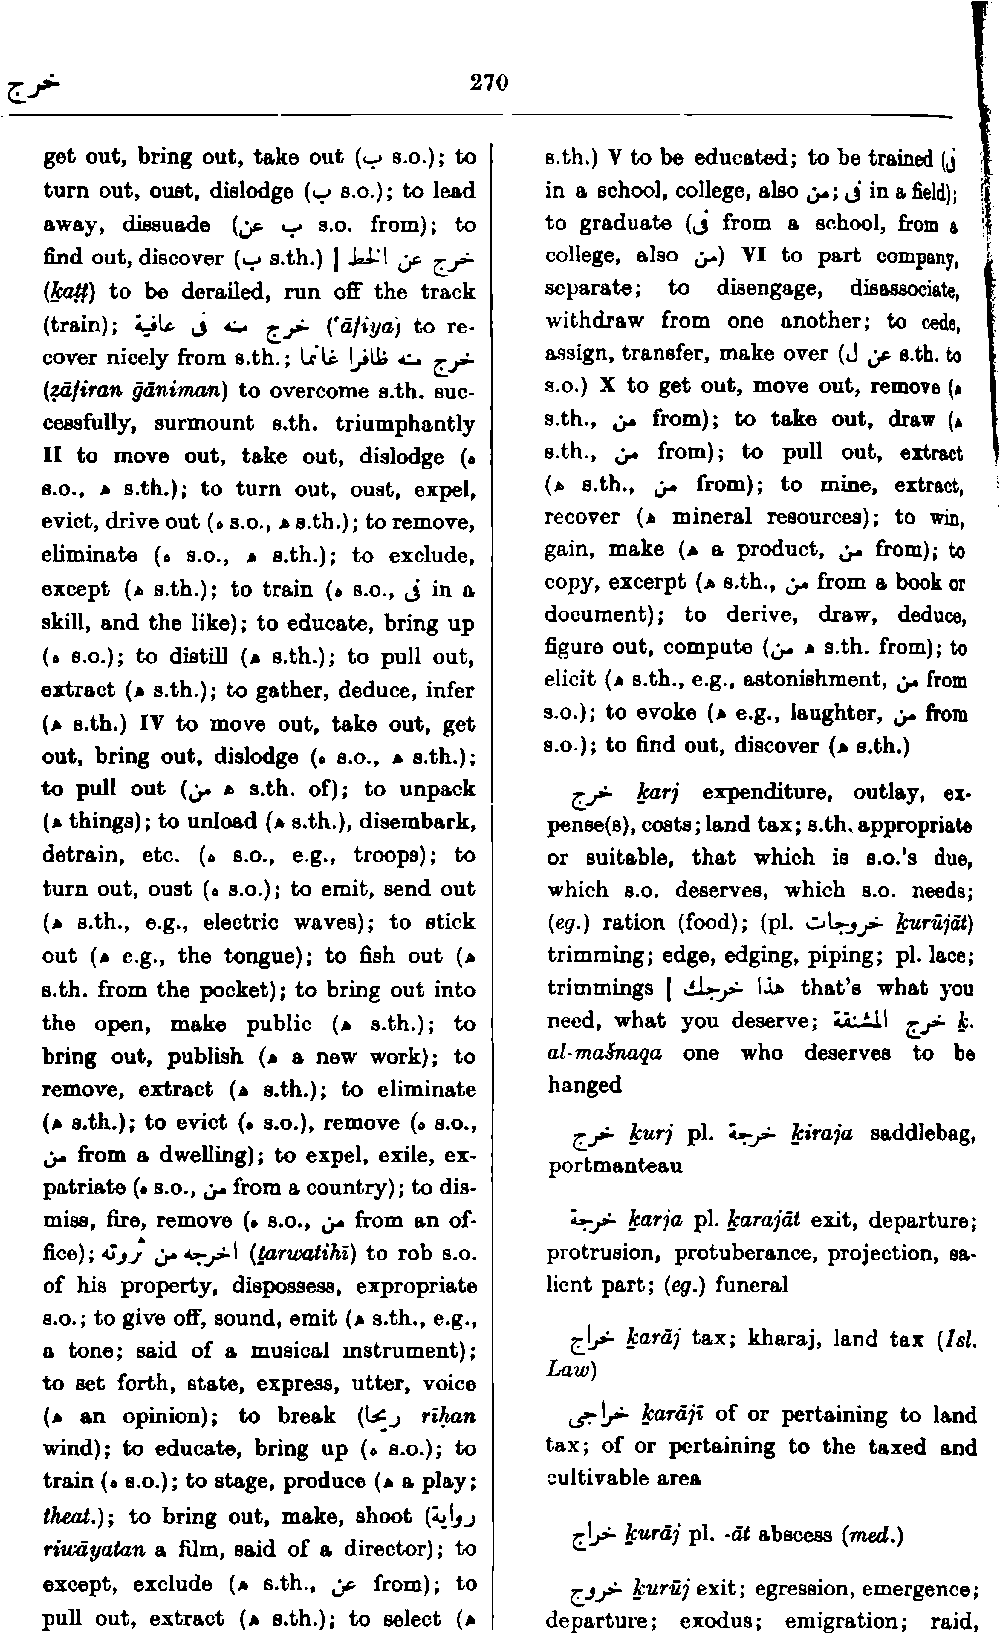 خرج
270
get out, bring out, take out (ب s.o.); to
turn out, oust, dislodge (ب s.o.); to lead
away, dissuade (ب عن s.o. from); to
find out, discover (ب s.th.) | خرج عن الخط
(ḵaṭṭ) to be derailed, run off the track
(train); خرج منه فى عافية (‘āfiya) to re-
cover nicely from s.th.; خرج منه ظافرا غانما
(ẓāfiran ḡāniman) to overcome s.th. suc-
cessfully, surmount s.th. triumphantly
II to move out, take out, dislodge (ه
s.o., ھ s.th.); to turn out, oust, expel,
evict, drive out (ه s.o., ھ s.th.); to remove,
eliminate (ه s.o., ھ s.th.); to exclude,
except (ھ s.th.); to train (ه s.o., فى in a
skill, and the like); to educate, bring up
(ه s.o.); to distill (ھ s.th.); to pull out,
extract (ھ s.th.); to gather, deduce, infer
(ھ s.th.) IV to move out, take out, get
out, bring out, dislodge (ه s.o., ھ s.th.);
to pull out (ھ من s.th. of); to unpack
(ھ things); to unload (ھ s.th.), disembark,
detrain, etc. (ه s.o., e.g., troops); to
turn out, oust (ه s.o.); to emit, send out
(ھ s.th., e.g., electric waves); to stick
out (ھ e.g., the tongue); to fish out (ھ
s.th. from the pocket); to bring out into
the open, make public (ھ s.th.); to
bring out, publish (ھ a new work); to
remove, extract (ھ s.th.); to eliminate
(ھ s.th.); to evict (ه s.o.), remove (ه s.o.,
من from a dwelling); to expel, exile, ex-
patriate (ه s.o., من from a country); to dis-
miss, fire, remove (ه s.o., من from an of-
fice); اخرجه من ثروته (ṯarwatihī) to rob s.o.
of his property, dispossess, expropriate
s.o.; to give off, sound, emit (ھ s.th., e.g.,
a tone; said of a musical instrument);
to set forth, state, express, utter, voice
(ھ an opinion); to break (ريحا rīḥan
wind); to educate, bring up (ه s.o.); to
train (ه s.o.); to stage, produce (ھ a play;
theat.); to bring out, make, shoot (رواية
riwāyatan a film, said of a director); to
except, exclude (ھ s.th., عن from); to
pull out, extract (ھ s.th.); to select (ھ
s.th.) V to be educated; to be trained (فى
in a school, college, also من; فى in a field);
to graduate (فى from a school, from a
college, also من) VI to part company,
separate; to disengage, disassociate,
withdraw from one another; to cede,
assign, transfer, make over (عن ل s.th. to
s.o.) X to get out, move out, remove (ھ
s.th., من from); to take out, draw (ھ
s.th., من from); to pull out, extract
(ھ s.th., من from); to mine, extract,
recover (ھ mineral resources); to win,
gain, make (ھ a product, من from); to
copy, excerpt (ھ s.th., من from a book or
document); to derive, draw, deduce,
figure out, compute (ھ من s.th. from); to
elicit (ھ s.th., e.g., astonishment, من from
s.o.); to evoke (ھ e.g., laughter, من from
s.o.); to find out, discover (ھ s.th.)
خرج ḵarj expenditure, outlay, ex-
pense(s), costs; land tax; s.th. appropriate
or suitable, that which is s.o.'s due,
which s.o. deserves, which s.o. needs;
(eg.) ration (food); (pl. خروجات ḵurūjāt)
trimming; edge, edging, piping; pl. lace;
trimmings | هذا خرجك that's what you
need, what you deserve; خرج المشنقة ḵ.
al-mašnaqa one who deserves to be
hanged
خرج ḵurj pl. خرجة ḵiraja saddlebag,
portmanteau
خرجة ḵarja pl. ḵarajāt exit, departure;
protrusion, protuberance, projection, sa-
lient part; (eg.) funeral
خراج ḵarāj tax; kharaj, land tax (Isl.
Law)
خراجى ḵarājī of or pertaining to land
tax; of or pertaining to the taxed and
cultivable area
خراج ḵurāj pl. -āt abscess (med.)
خروج ḵurūj exit; egression, emergence;
departure; exodus; emigration; raid,